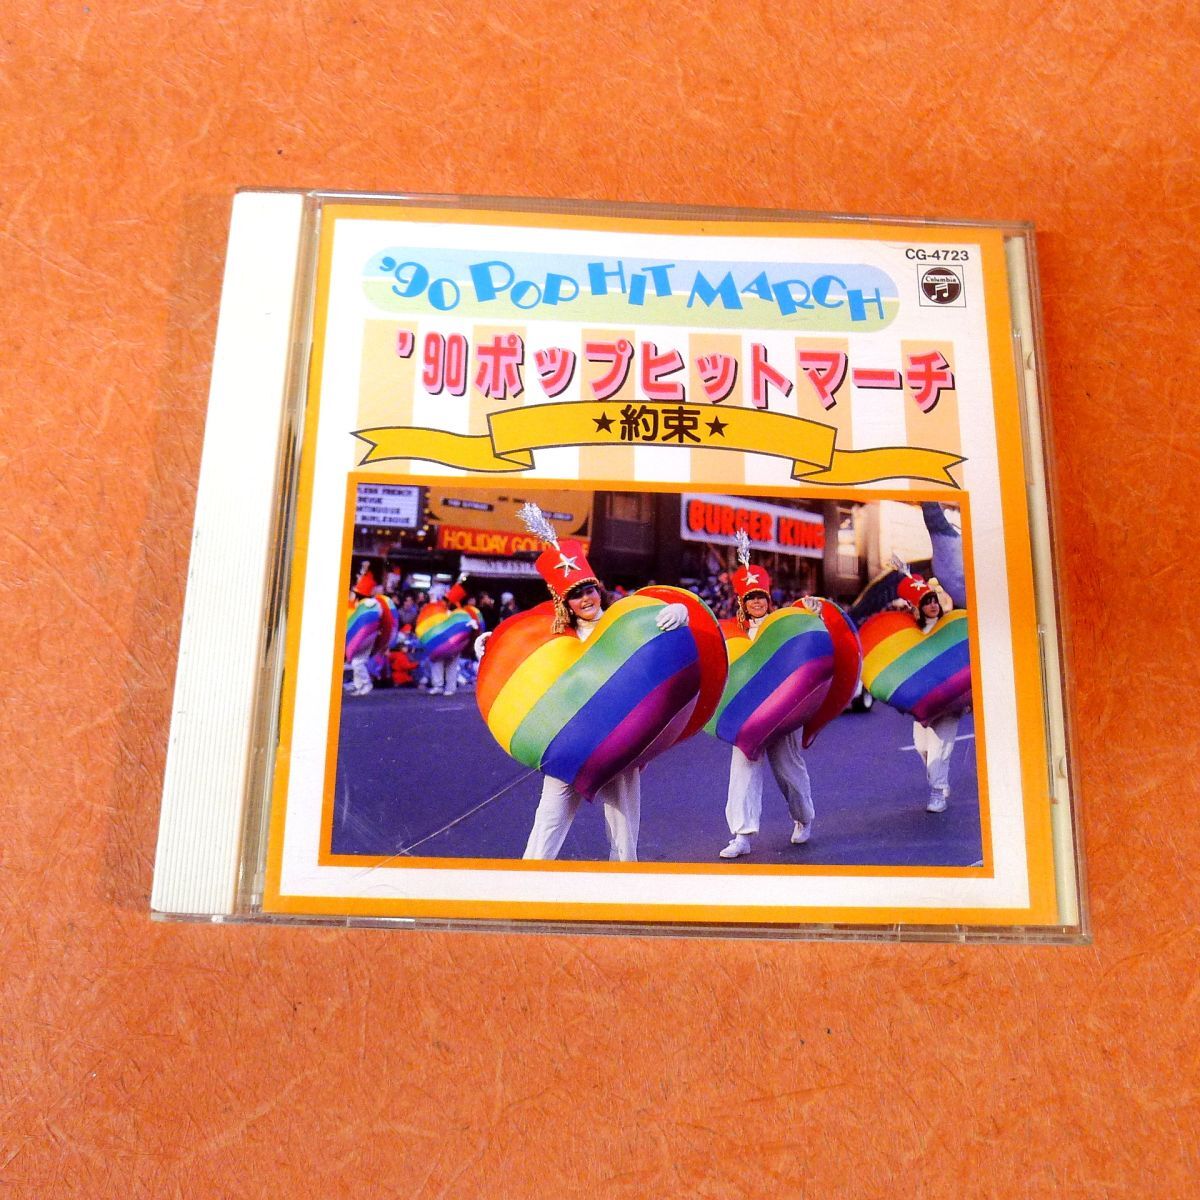 CG-4723
Columbia
'90 POP HIT MARCH
'90ポップヒットマーチ
★約束★
HOLIDAY
BURGER KING